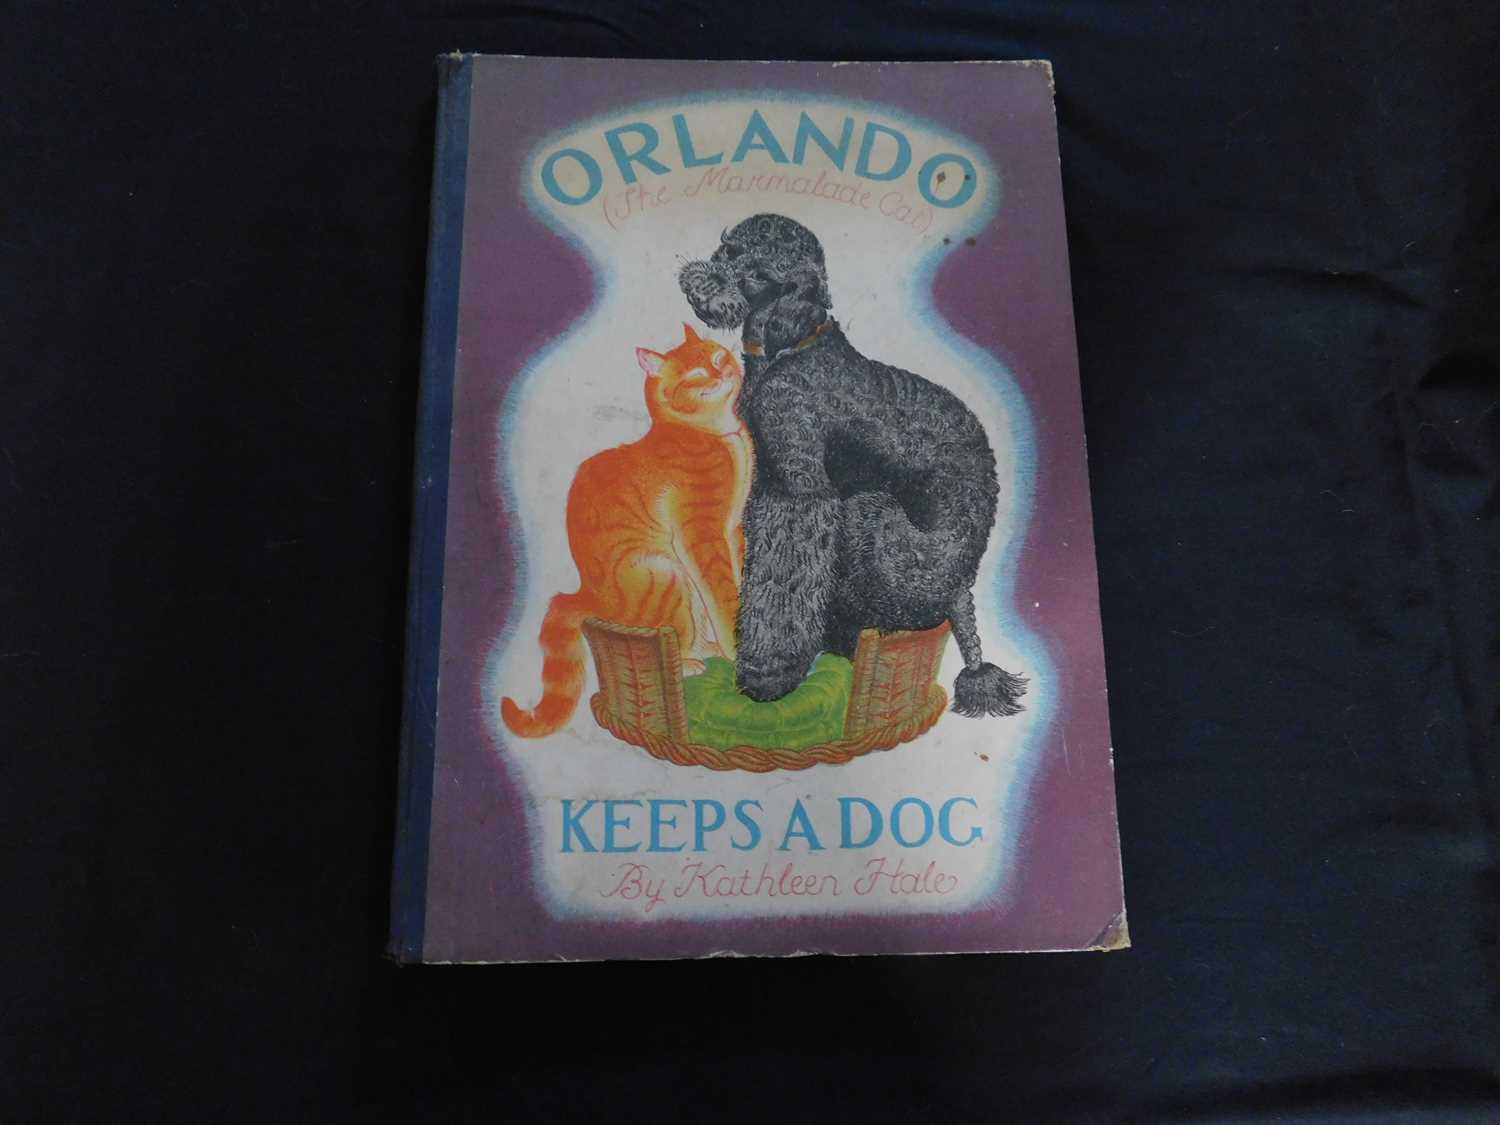 ORLANDO
(The Marmalade Cat)
KEEPS A DOG
By Kathleen Hale